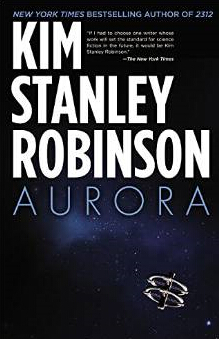 NEW YORK TIMES BESTSELLING AUTHOR OF 2312
KIM
"If I had to choose one writer whose
work will set the standard for science
fiction in the future, it would be Kim
Stanley Robinson."
—The New York Times
STANLEY
ROBINSON
AURORA